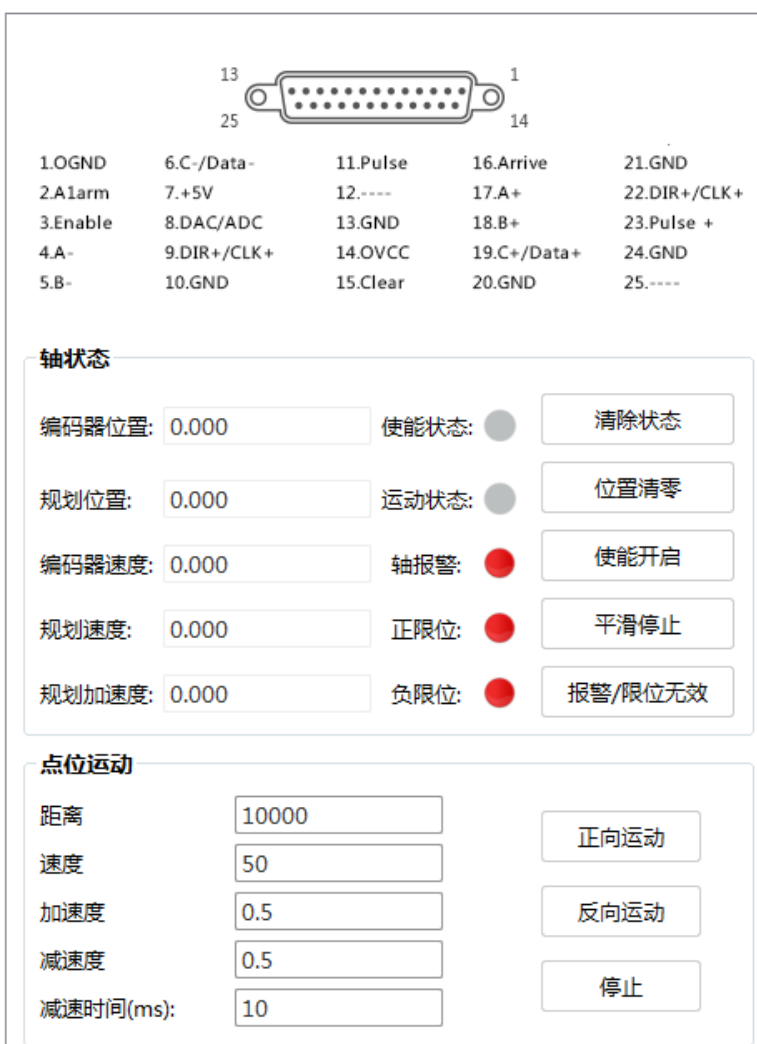 13 1
25 14
1.OGND 6.C-/Data- 11.Pulse 16.Arrive 21.GND
2.A1arm 7.+5V 12.---- 17.A+ 22.DIR+/CLK+
3.Enable 8.DAC/ADC 13.GND 18.B+ 23.Pulse +
4.A- 9.DIR+/CLK+ 14.OVCC 19.C+/Data+ 24.GND
5.B- 10.GND 15.Clear 20.GND 25.----
轴状态
编码器位置: 0.000 使能状态: 清除状态
规划位置: 0.000 运动状态: 位置清零
编码器速度: 0.000 轴报警: 使能开启
规划速度: 0.000 正限位: 平滑停止
规划加速度: 0.000 负限位: 报警/限位无效
点位运动
距离 10000 正向运动
速度 50
加速度 0.5 反向运动
减速度 0.5
停止
减速时间(ms): 10